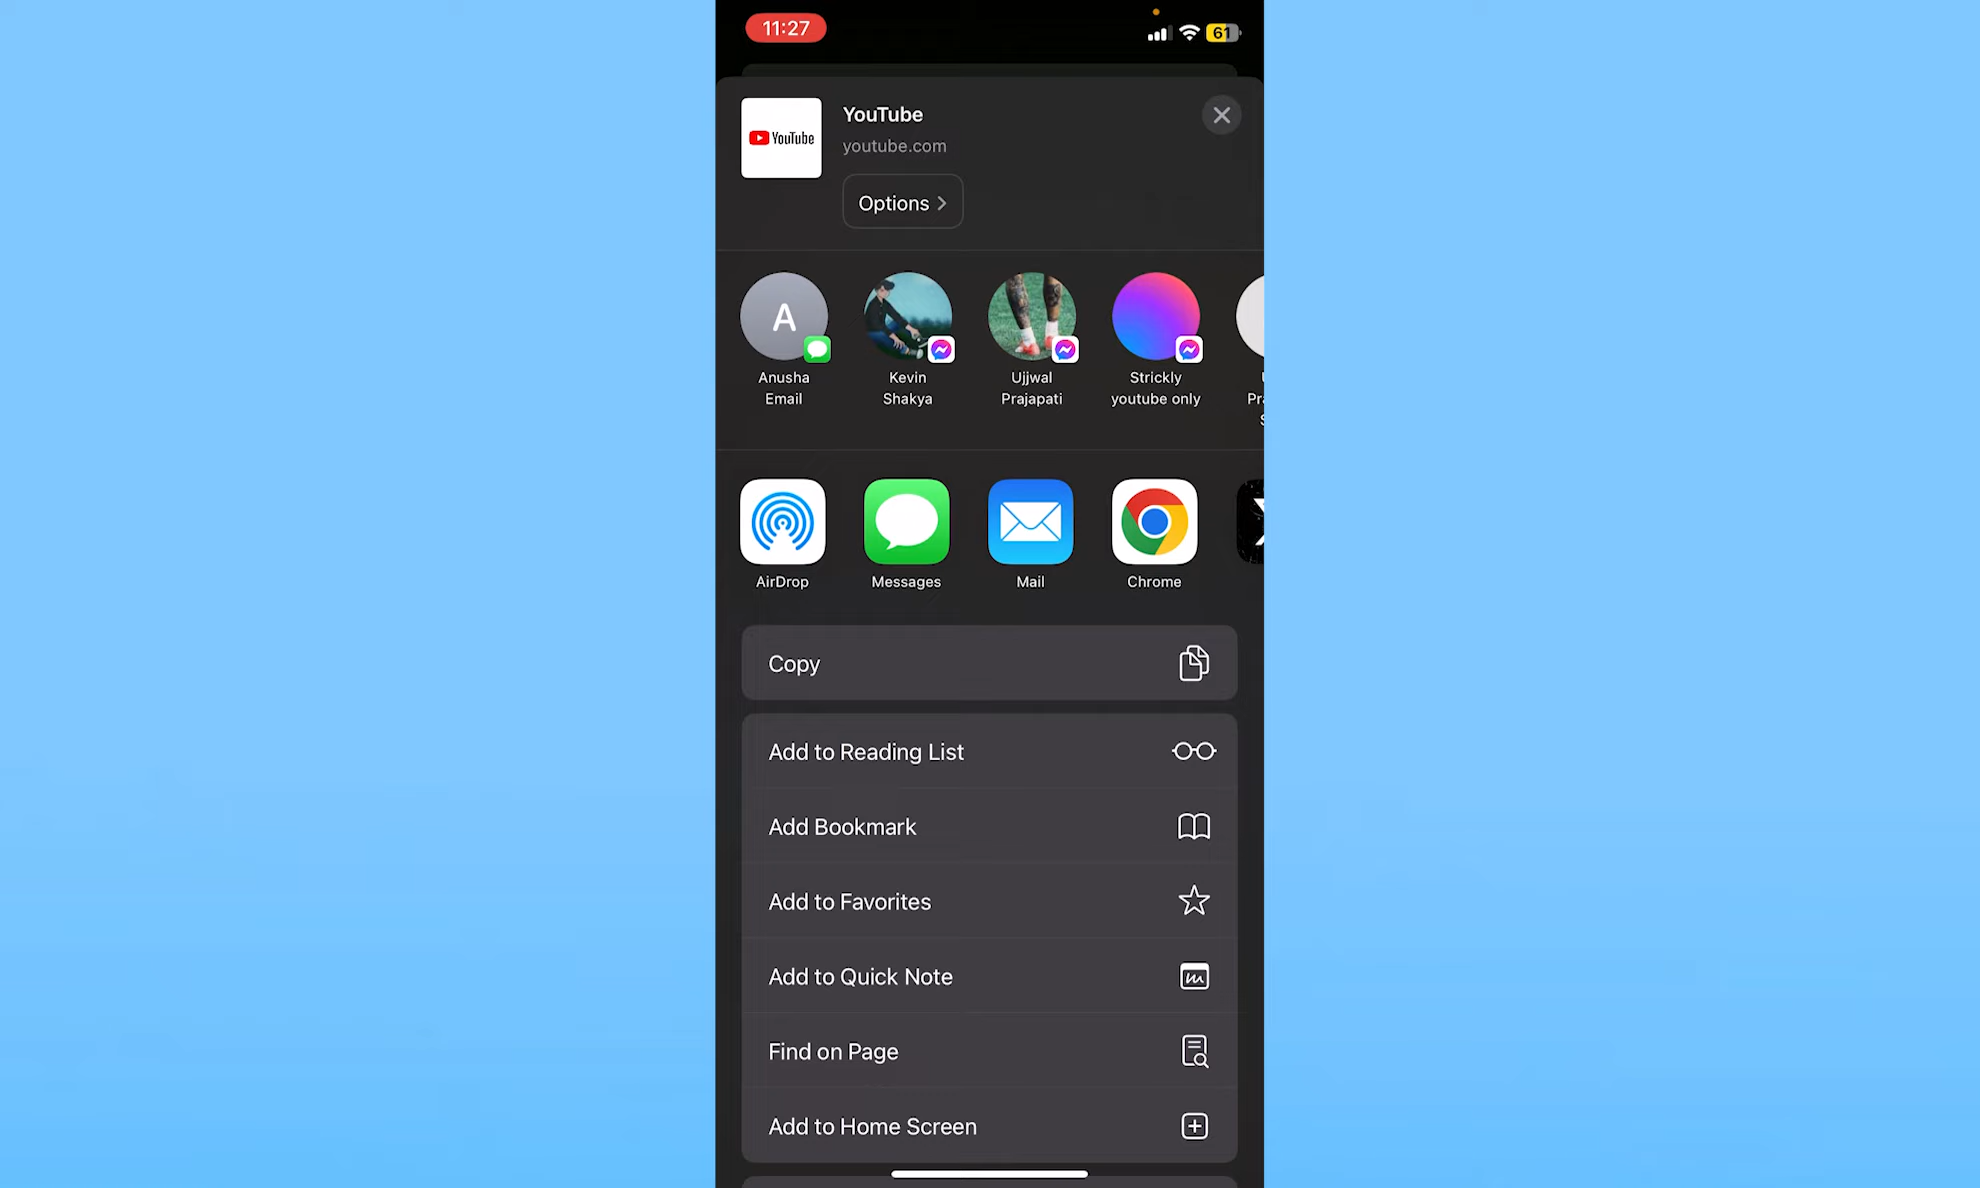 11:27
61
YouTube
YouTube
youtube.com
Options
A
Anusha
Email
Kevin
Shakya
Ujjwal
Prajapati
Strickly
youtube only
AirDrop
Messages
Mail
Chrome
Copy
Add to Reading List
Add Bookmark
Add to Favorites
Add to Quick Note
Find on Page
Add to Home Screen